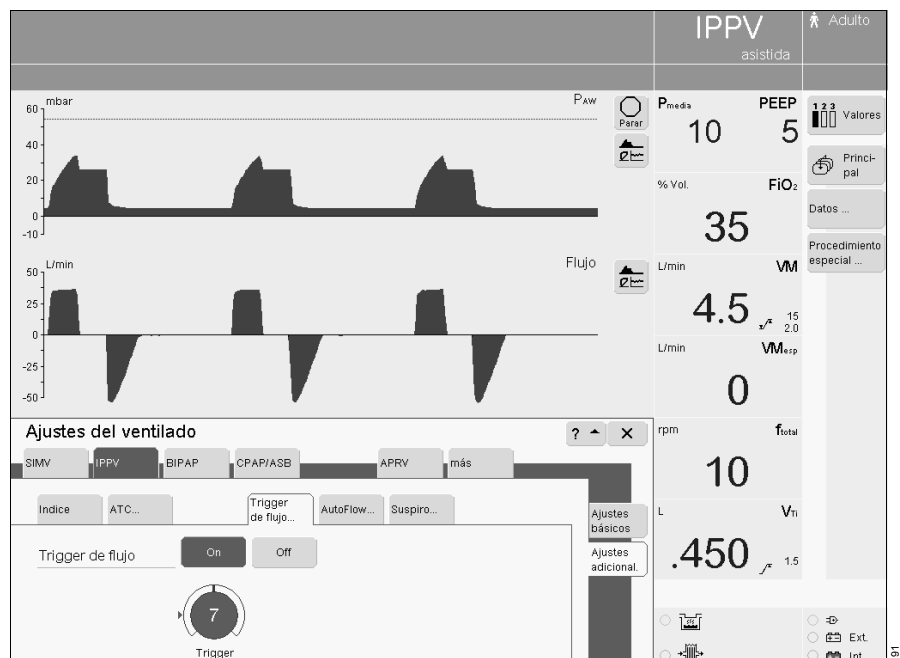 IPPV
asistida
Adulto
mbar
PAW
60
40
20
0
-10
Parar
L/min
Flujo
50
25
0
-25
-50
Pmedia
PEEP
10
5
% Vol.
FiO2
35
L/min
VM
4.5
15
2.0
L/min
VMesp
0
rpm
ftotal
10
L
VTi
.450
1.5
1 2 3
Valores
Princi-
pal
Datos ...
Procedimiento
especial ...
Ajustes del ventilado
?
SIMV
IPPV
BIPAP
CPAP/ASB
APRV
más
Indice
ATC...
Trigger
de flujo...
AutoFlow...
Suspiro...
Ajustes
básicos
Ajustes
adicional.
Trigger de flujo
On
Off
7
Trigger
Ext.
Int.
91